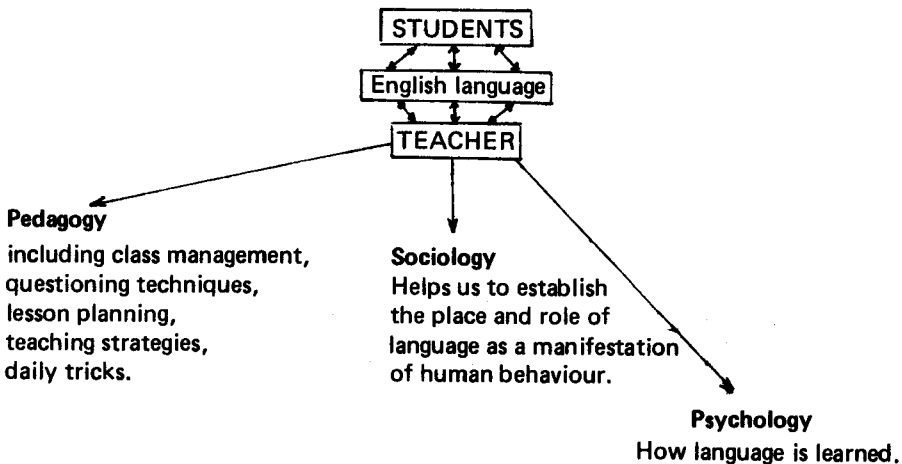 STUDENTS
English language
TEACHER
Pedagogy
including class management,
questioning techniques,
lesson planning,
teaching strategies,
daily tricks.
Sociology
Helps us to establish
the place and role of
language as a manifestation
of human behaviour.
Psychology
How language is learned.